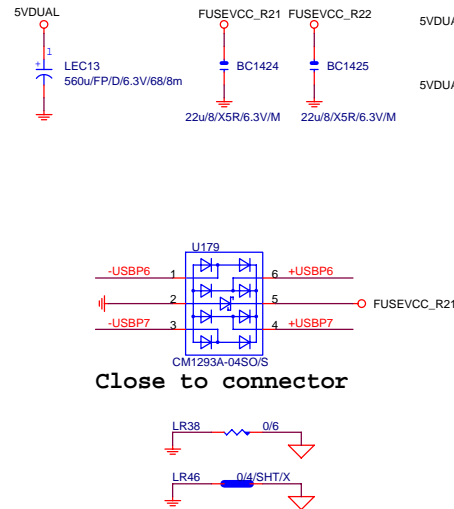 5VDUAL
FUSEVCC_R21 FUSEVCC_R22
5VDUA
1
+
LEC13
560u/FP/D/6.3V/68/8m
BC1424
BC1425
5VDUA
22u/8/X5R/6.3V/M 22u/8/X5R/6.3V/M
U179
-USBP6 1 6 +USBP6
2 5 FUSEVCC_R21
-USBP7 3 4 +USBP7
CM1293A-04SO/S
Close to connector
LR38 0/6
LR46 0/4/SHT/X